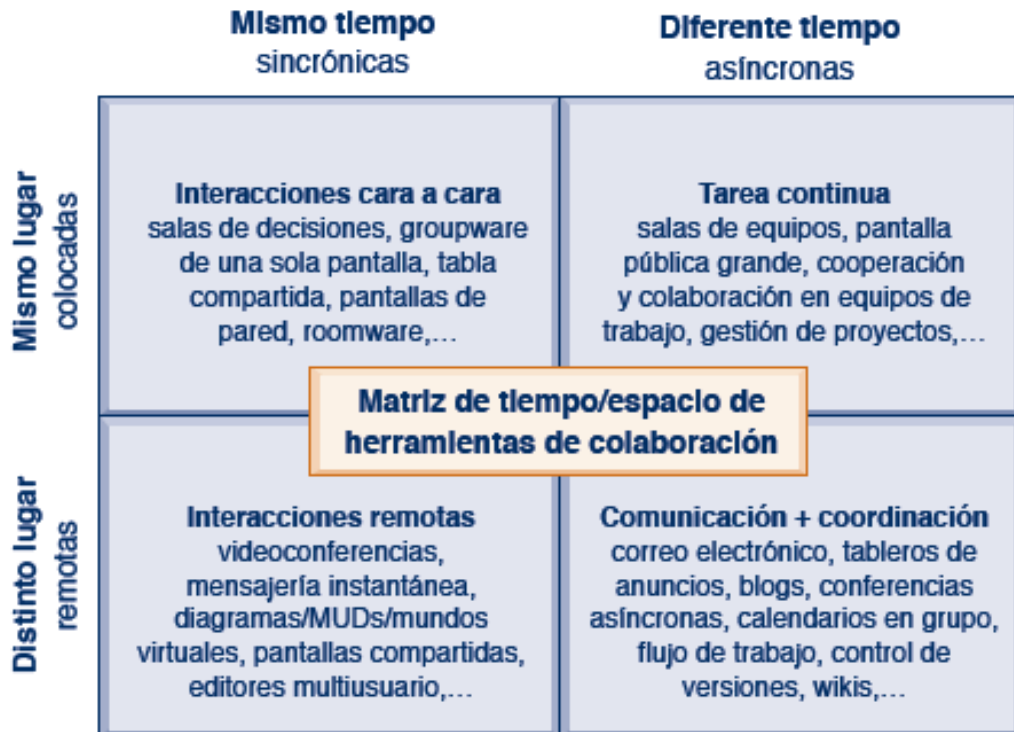 Mismo tiempo
sincrónicas
Diferente tiempo
asíncronas
Mismo lugar
colocadas
Interacciones cara a cara
salas de decisiones, groupware
de una sola pantalla, tabla
compartida, pantallas de
pared, roomware,...
Tarea continua
salas de equipos, pantalla
pública grande, cooperación
y colaboración en equipos de
trabajo, gestión de proyectos,...
Matriz de tiempo/espacio de
herramientas de colaboración
Distinto lugar
remotas
Interacciones remotas
videoconferencias,
mensajería instantánea,
diagramas/MUDs/mundos
virtuales, pantallas compartidas,
editores multiusuario,...
Comunicación + coordinación
correo electrónico, tableros de
anuncios, blogs, conferencias
asíncronas, calendarios en grupo,
flujo de trabajo, control de
versiones, wikis,...